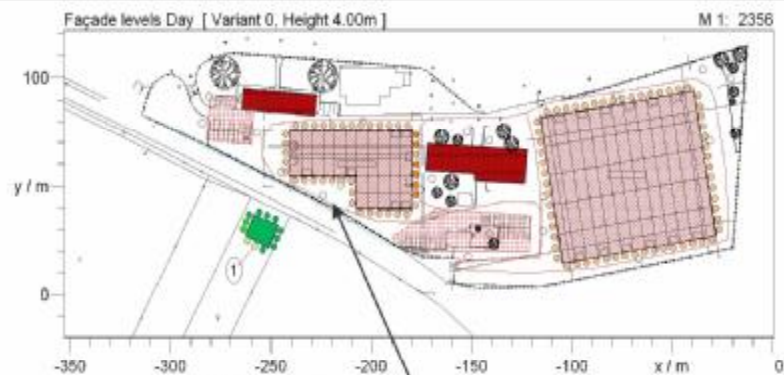 Façade levels Day [ Variant 0, Height 4.00m ]
M 1: 2356
100
y / m
0
1
-350
-300
-250
-200
-150
-100
x / m
0